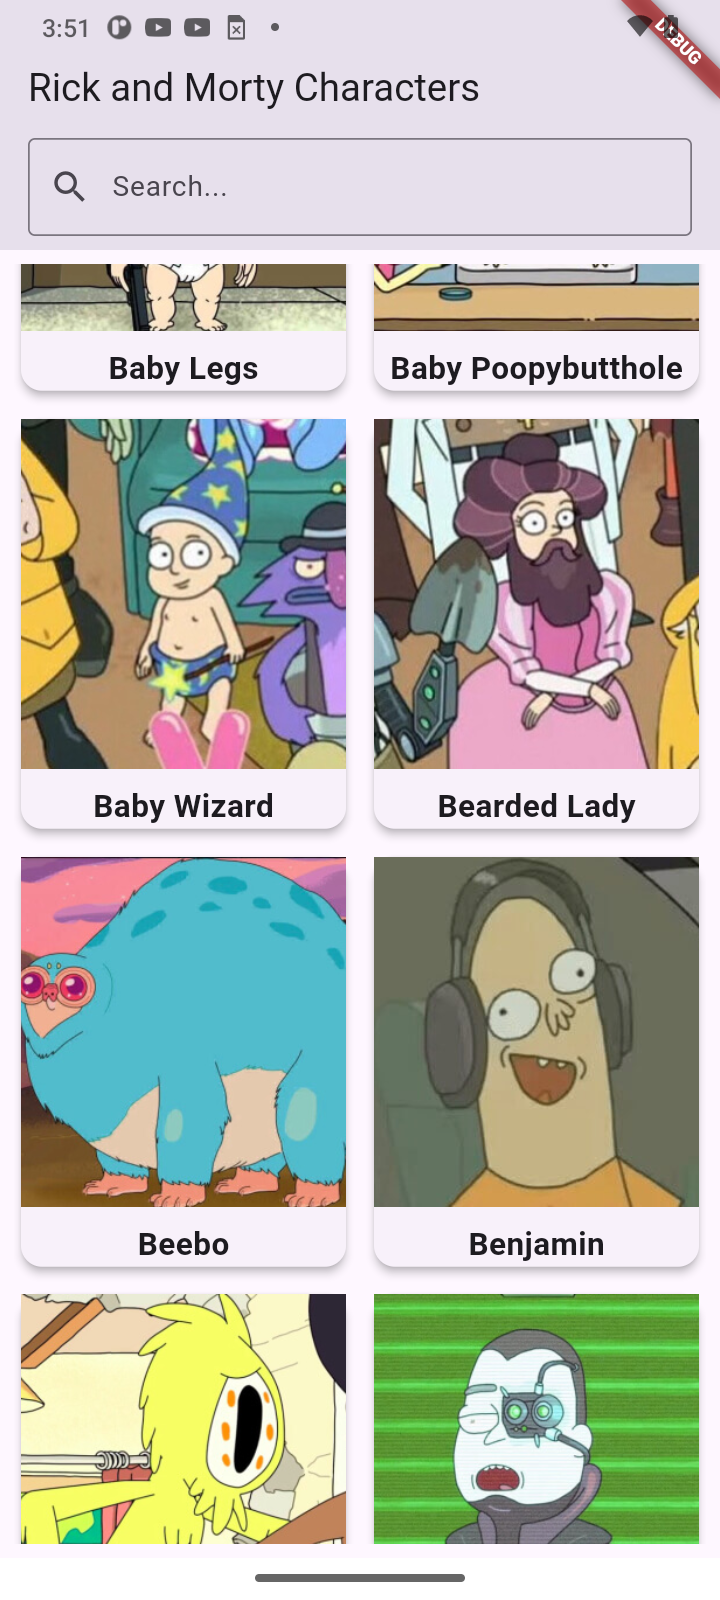 3:51
DEBUG
Rick and Morty Characters
Search...
Baby Legs
Baby Poopybutthole
Baby Wizard
Bearded Lady
Beebo
Benjamin